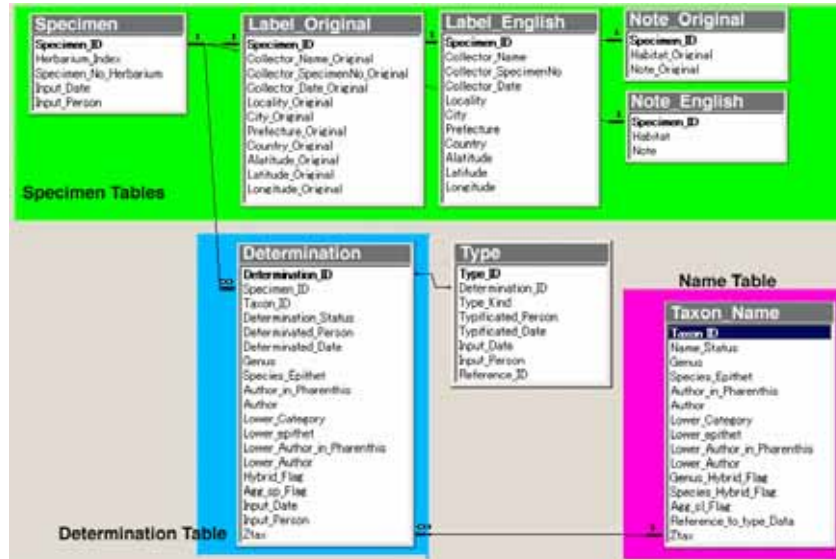 Specimen
Specimen_ID
Herbarium_Index
Specimen_No_Herbarium
Input_Date
Input_Person
Label_Original
Specimen_ID
Collector_Name_Original
Collector_SpecimenNo_Original
Collector_Date_Original
Locality_Original
City_Original
Prefecture_Original
Country_Original
Alatitude_Original
Latitude_Original
Longitude_Original
Label_English
Specimen_ID
Collector_Name
Collector_SpecimenNo
Collector_Date
Locality
City
Prefecture
Country
Alatitude
Latitude
Longitude
Note_Original
Specimen_ID
Habitat_Original
Note_Original
Note_English
Specimen_ID
Habitat
Note
Specimen Tables
Determination
Determination_ID
Specimen_ID
Taxon_ID
Determination_Status
Determinated_Person
Determinated_Date
Genus
Species_Epithet
Author_in_Pharenthis
Author
Lower_Category
Lower_epithet
Lower_Author_in_Pharenthis
Lower_Author
Hybrid_Flag
Agg_sp_Flag
Input_Date
Input_Person
Ztax
Determination Table
Type
Type_ID
Determination_ID
Type_Kind
Typificated_Person
Typificated_Date
Input_Date
Input_Person
Reference_ID
Name Table
Taxon_Name
Taxon_ID
Name_Status
Genus
Species_Epithet
Author_in_Pharenthis
Author
Lower_Category
Lower_epithet
Lower_Author_in_Pharenthis
Lower_Author
Genus_Hybrid_Flag
Species_Hybrid_Flag
Agg_sl_Flag
Reference_to_type_Data
Ztax